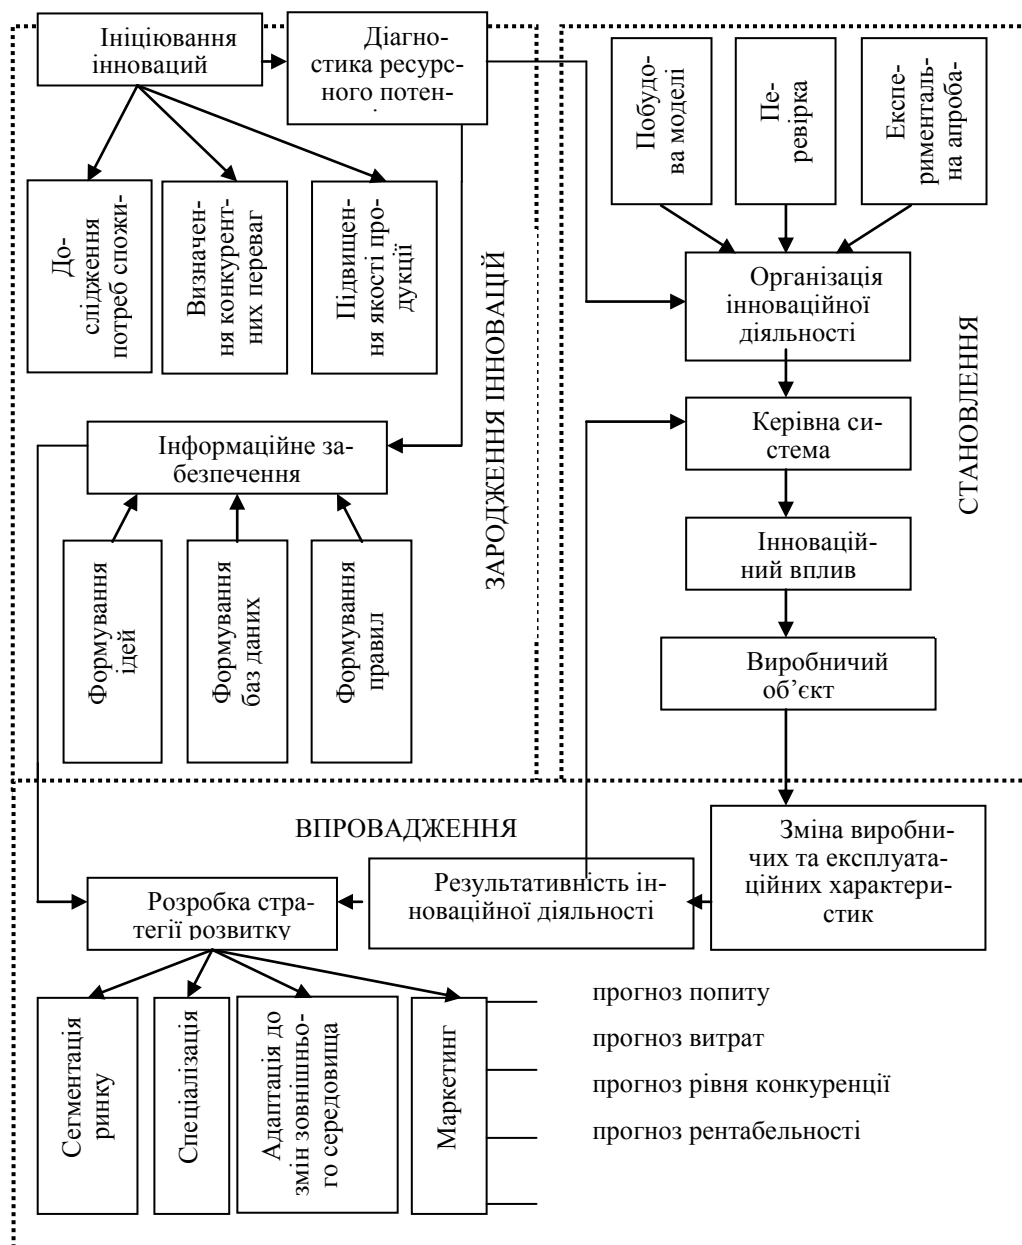 Ініціювання
інноваций
Діагно-
стика ресурс-
ного потен-
До-
слідження
потреб спожи-
Визначен-
ня конкурент-
них переваг
Підвищен-
ня якості про-
дукції
ЗАРОДЖЕННЯ ІННОВАЦІЙ
Інформаційне за-
безпечення
Формування
ідей
Формування
баз даних
Формування
правил
Побудо-
ва моделі
Пе-
ревірка
Експе-
рименталь-
на апроба-
Організація
інноваційної
діяльності
Керівна си-
стема
Інновацій-
ний вплив
Виробничий
об’єкт
СТАНОВЛЕННЯ
ВПРОВАДЖЕННЯ
Зміна виробни-
чих та експлуата-
ційних характери-
стик
Результативність ін-
новаційної діяльності
Розробка стра-
тегії розвитку
Сегментація
ринку
Спеціалізація
Адаптація до
змін зовнішньо-
го середовища
Маркетинг
прогноз попиту
прогноз витрат
прогноз рівня конкуренції
прогноз рентабельності